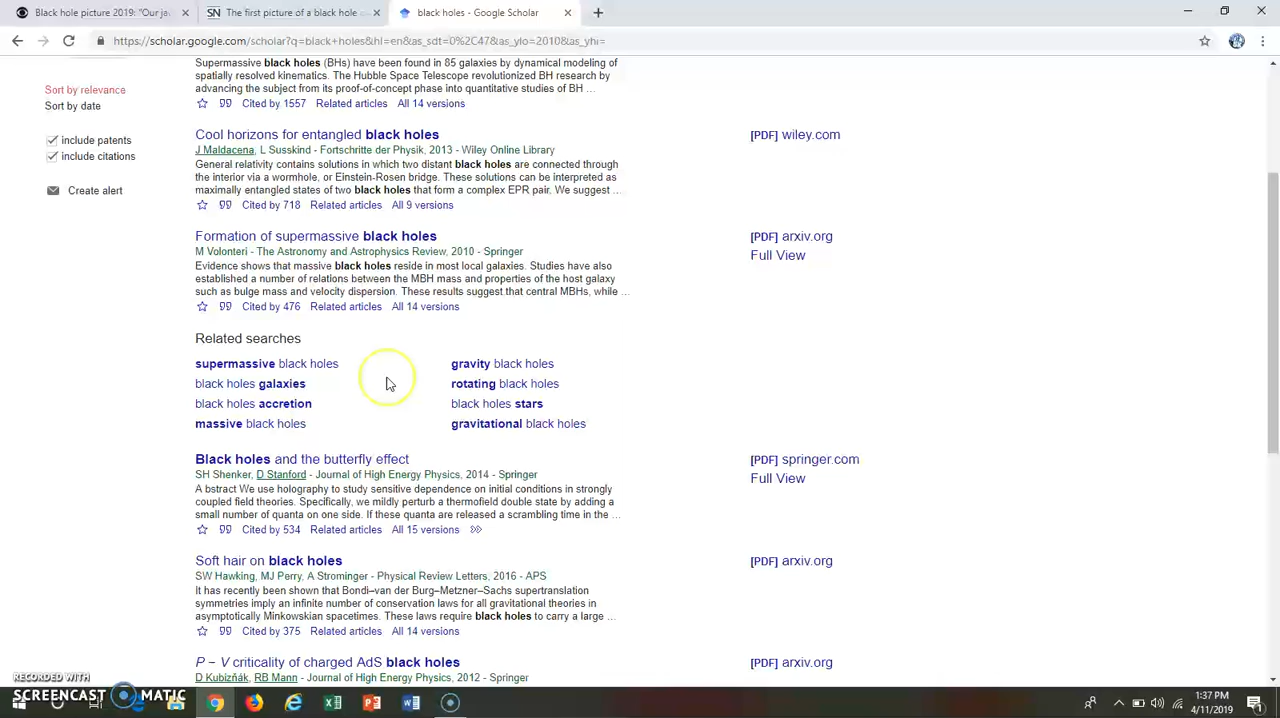 Black hole picture 2019: "Our je
SN The first picture of a black hole
black holes - Google Scholar
https://scholar.google.com/scholar?q=black+holes&hl=en&as_sdt=0%2C47&as_ylo=2010&as_yhi=
Sort by relevance
Sort by date
include patents
include citations
Create alert
Supermassive black holes (BHs) have been found in 85 galaxies by dynamical modeling of
spatially resolved kinematics. The Hubble Space Telescope revolutionized BH research by
advancing the subject from its proof-of-concept phase into quantitative studies of BH ...
Cited by 1557 Related articles All 14 versions
Cool horizons for entangled black holes
[PDF] wiley.com
J Maldacena, L Susskind - Fortschritte der Physik, 2013 - Wiley Online Library
General relativity contains solutions in which two distant black holes are connected through
the interior via a wormhole, or Einstein-Rosen bridge. These solutions can be interpreted as
maximally entangled states of two black holes that form a complex EPR pair. We suggest ...
Cited by 718 Related articles All 9 versions
Formation of supermassive black holes
[PDF] arxiv.org
M Volonteri - The Astronomy and Astrophysics Review, 2010 - Springer
Full View
Evidence shows that massive black holes reside in most local galaxies. Studies have also
established a number of relations between the MBH mass and properties of the host galaxy
such as bulge mass and velocity dispersion. These results suggest that central MBHs, while ...
Cited by 476 Related articles All 14 versions
Related searches
supermassive black holes
gravity black holes
black holes galaxies
rotating black holes
black holes accretion
black holes stars
massive black holes
gravitational black holes
Black holes and the butterfly effect
[PDF] springer.com
SH Shenker, D Stanford - Journal of High Energy Physics, 2014 - Springer
Full View
A bstract We use holography to study sensitive dependence on initial conditions in strongly
coupled field theories. Specifically, we mildly perturb a thermofield double state by adding a
small number of quanta on one side. If these quanta are released a scrambling time in the ...
Cited by 534 Related articles All 15 versions
Soft hair on black holes
[PDF] arxiv.org
SW Hawking, MJ Perry, A Strominger - Physical Review Letters, 2016 - APS
It has recently been shown that Bondi–van der Burg–Metzner–Sachs supertranslation
symmetries imply an infinite number of conservation laws for all gravitational theories in
asymptotically Minkowskian spacetimes. These laws require black holes to carry a large ...
Cited by 375 Related articles All 14 versions
P − V criticality of charged AdS black holes
[PDF] arxiv.org
D Kubizňák, RB Mann - Journal of High Energy Physics, 2012 - Springer
RECORDED WITH
SCREENCAST MATIC
1:37 PM
4/11/2019